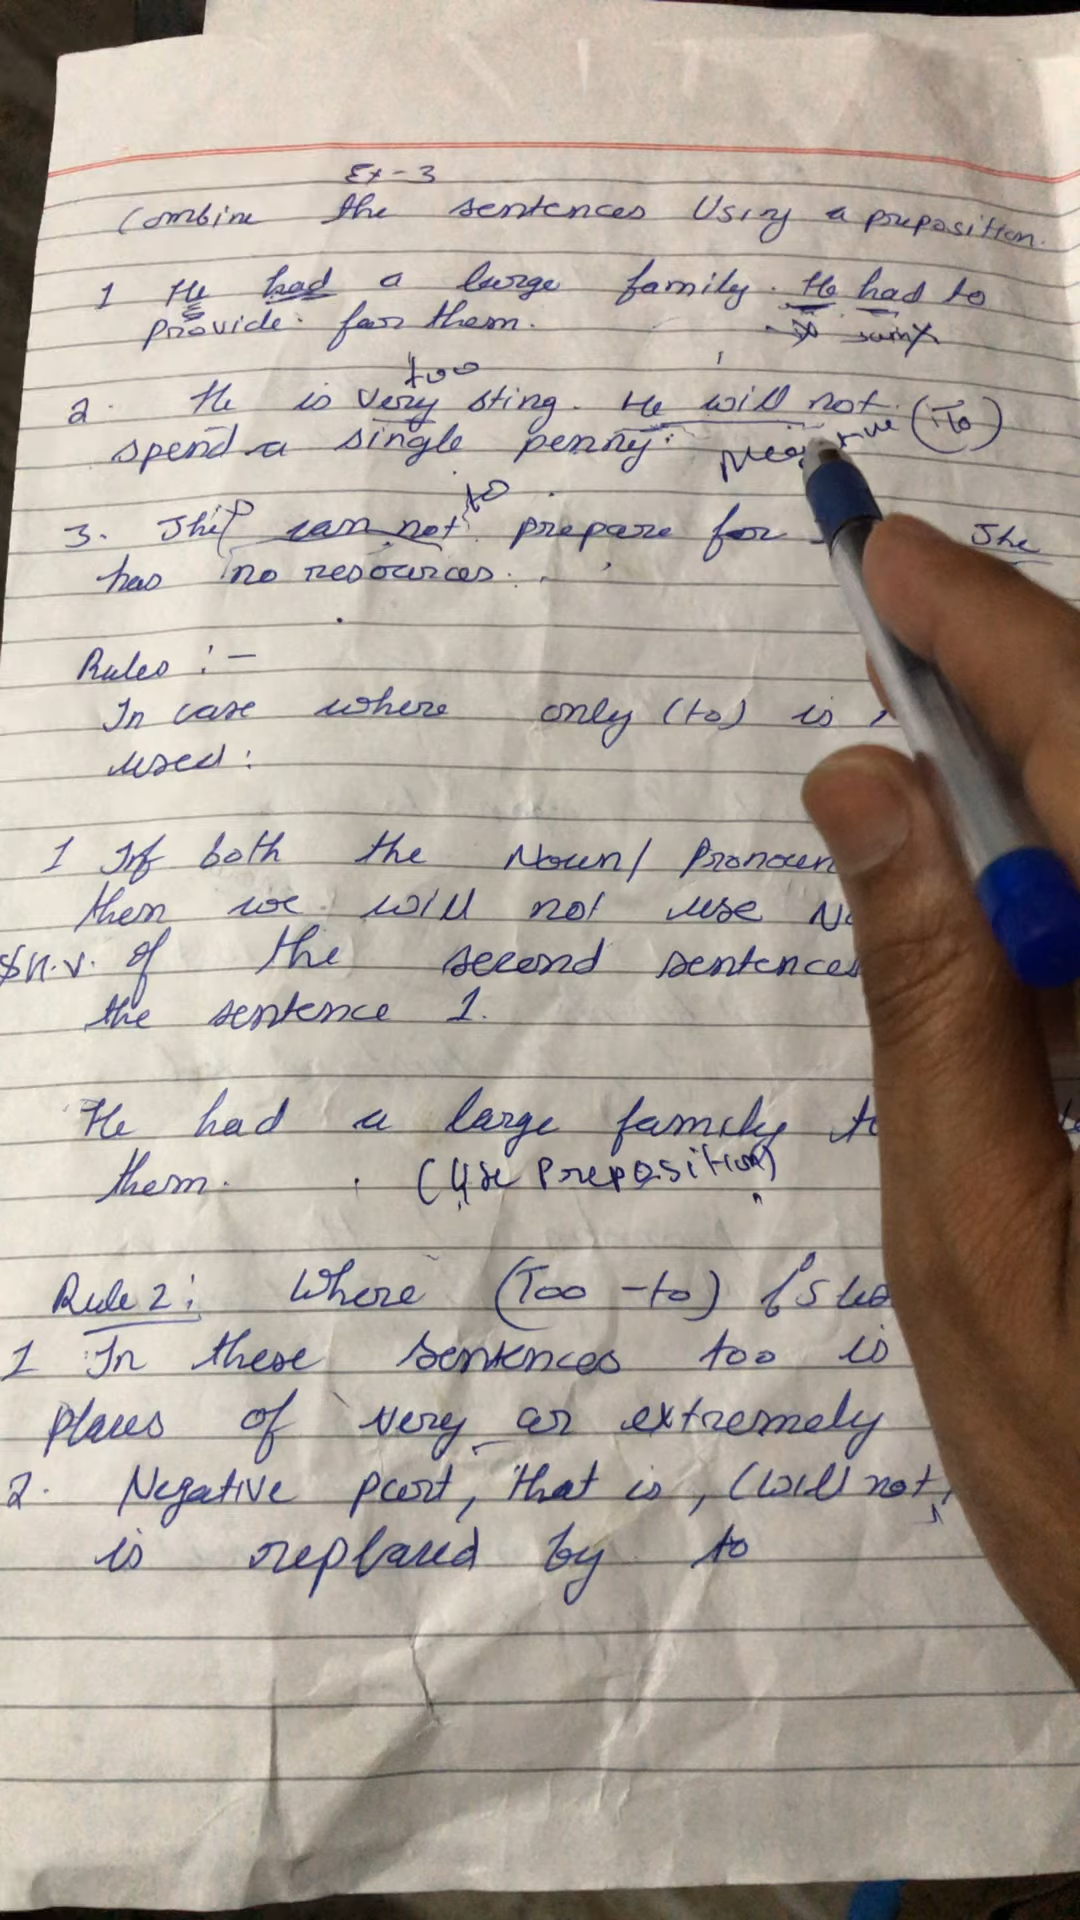 Ex-3
Combine the sentences Using a preposition.
1 He had a large family. He had to
provide for them.
too
2. He is very sting. He will not
spend a single penny. (To)
to
3. She can not prepare for She
has no resources.
Rules :-
In case where only (to) is
used:
1 If both the Noun/ Pronoun
then we will not use
of the second sentences
the sentence 1.
He had a large family
them. (Use Preposition)
Rule 2: Where (Too -to)
1 In these sentences too is
places of very or extremely
2. Negative part, that is, (will not,
is replaced by to